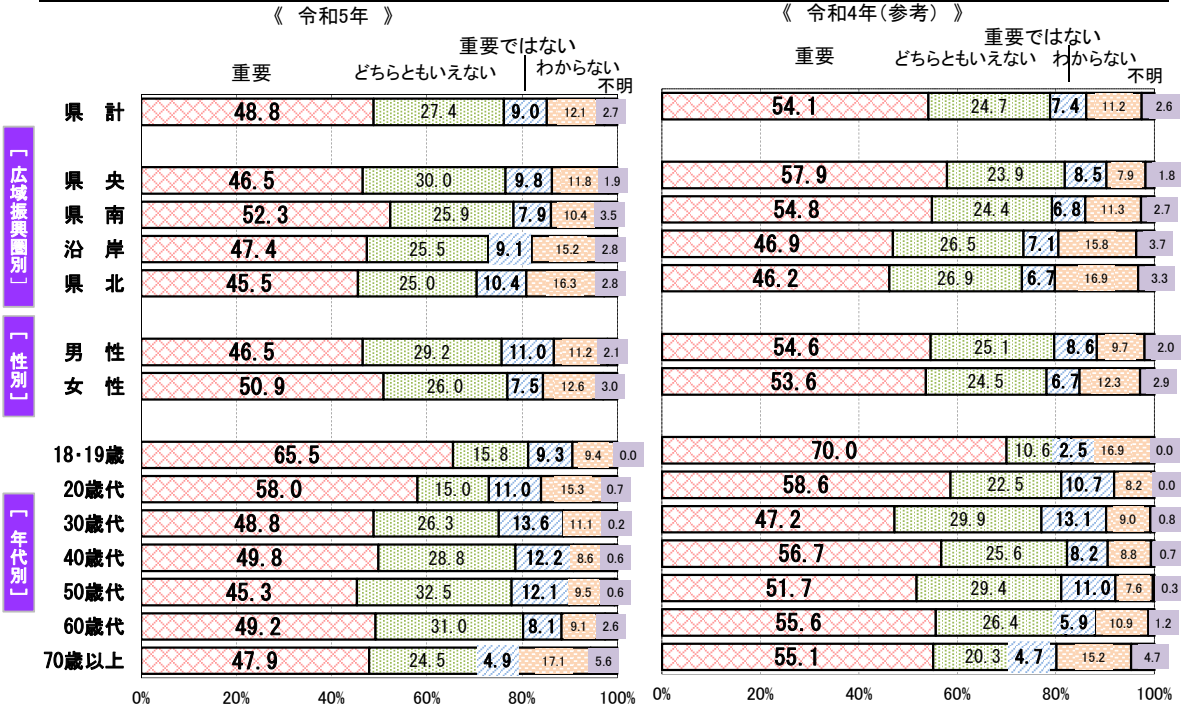 《 令和5年 》 《 令和4年(参考) 》
重要 どちらともいえない 重要ではない わからない 不明 重要 どちらともいえない 重要ではない わからない 不明
県 計 48.8 27.4 9.0 12.1 2.7 54.1 24.7 7.4 11.2 2.6
[広域振興圏別]
県 央 46.5 30.0 9.8 11.8 1.9 57.9 23.9 8.5 7.9 1.8
県 南 52.3 25.9 7.9 10.4 3.5 54.8 24.4 6.8 11.3 2.7
沿 岸 47.4 25.5 9.1 15.2 2.8 46.9 26.5 7.1 15.8 3.7
県 北 45.5 25.0 10.4 16.3 2.8 46.2 26.9 6.7 16.9 3.3
[性別]
男 性 46.5 29.2 11.0 11.2 2.1 54.6 25.1 8.6 9.7 2.0
女 性 50.9 26.0 7.5 12.6 3.0 53.6 24.5 6.7 12.3 2.9
[年代別]
18・19歳 65.5 15.8 9.3 9.4 0.0 70.0 10.6 2.5 16.9 0.0
20歳代 58.0 15.0 11.0 15.3 0.7 58.6 22.5 10.7 8.2 0.0
30歳代 48.8 26.3 13.6 11.1 0.2 47.2 29.9 13.1 9.0 0.8
40歳代 49.8 28.8 12.2 8.6 0.6 56.7 25.6 8.2 8.8 0.7
50歳代 45.3 32.5 12.1 9.5 0.6 51.7 29.4 11.0 7.6 0.3
60歳代 49.2 31.0 8.1 9.1 2.6 55.6 26.4 5.9 10.9 1.2
70歳以上 47.9 24.5 4.9 17.1 5.6 55.1 20.3 4.7 15.2 4.7
0% 20% 40% 60% 80% 100% 0% 20% 40% 60% 80% 100%